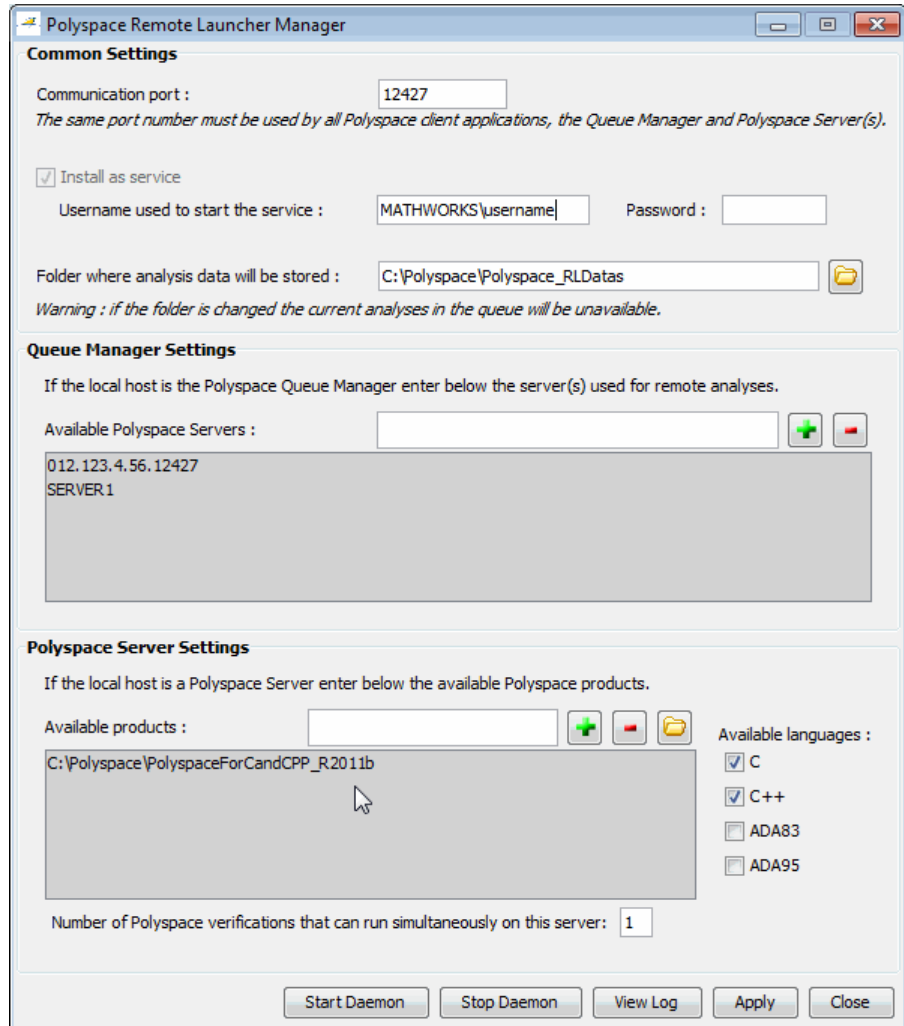 Polyspace Remote Launcher Manager
Common Settings
Communication port : 12427
The same port number must be used by all Polyspace client applications, the Queue Manager and Polyspace Server(s).
Install as service
Username used to start the service : MATHWORKS\username Password :
Folder where analysis data will be stored : C:\Polyspace\Polyspace_RLDatas
Warning : if the folder is changed the current analyses in the queue will be unavailable.
Queue Manager Settings
If the local host is the Polyspace Queue Manager enter below the server(s) used for remote analyses.
Available Polyspace Servers :
012.123.4.56.12427
SERVER1
Polyspace Server Settings
If the local host is a Polyspace Server enter below the available Polyspace products.
Available products :
Available languages :
C:\Polyspace\PolyspaceForCandCPP_R2011b
C
C++
ADA83
ADA95
Number of Polyspace verifications that can run simultaneously on this server: 1
Start Daemon Stop Daemon View Log Apply Close